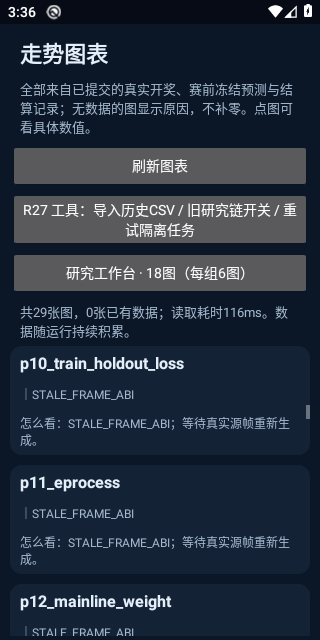 3:36
走势图表
全部来自已提交的真实开奖、赛前冻结预测与结
算记录；无数据的图显示原因，不补零。点图可
看具体数值。
刷新图表
R27 工具：导入历史CSV / 旧研究链开关 / 重
试隔离任务
研究工作台 · 18图（每组6图）
共29张图，0张已有数据；读取耗时116ms。数
据随运行持续积累。
p10_train_holdout_loss
｜STALE_FRAME_ABI
怎么看：STALE_FRAME_ABI；等待真实源帧重新生
成。
p11_eprocess
｜STALE_FRAME_ABI
怎么看：STALE_FRAME_ABI；等待真实源帧重新生
成。
p12_mainline_weight
｜STALE_FRAME_ABI